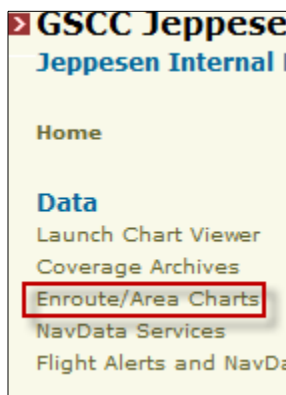 GSCC Jeppese
Jeppesen Internal
Home
Data
Launch Chart Viewer
Coverage Archives
Enroute/Area Charts
NavData Services
Flight Alerts and NavDa